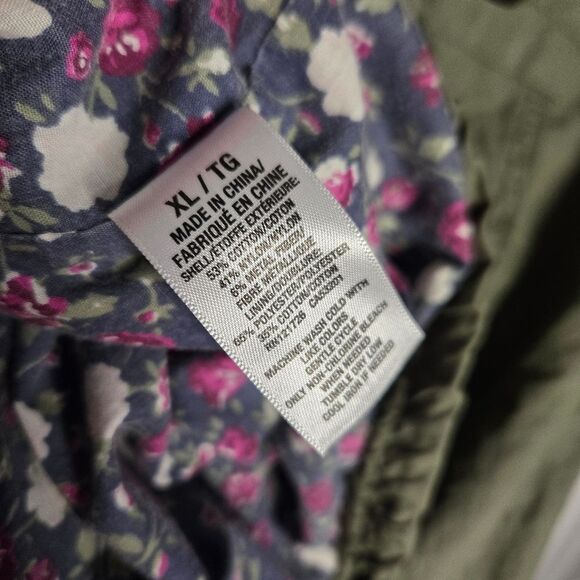 XL / TG
MADE IN CHINA/
FABRIQUÉ EN CHINE
SHELL/ÉTOFFE EXTÉRIEURE:
53% COTTON/COTON
41% NYLON/NYLON
6% METAL FIBER/
FIBRE MÉTALLIQUE
LINING/DOUBLURE
65% POLYESTER/POLYESTER
35% COTTON/COTON
RN121726 CA03931
MACHINE WASH COLD WITH
LIKE COLORS
GENTLE CYCLE
ONLY NON-CHLORINE BLEACH
WHEN NEEDED
TUMBLE DRY LOW
COOL IRON IF NEEDED